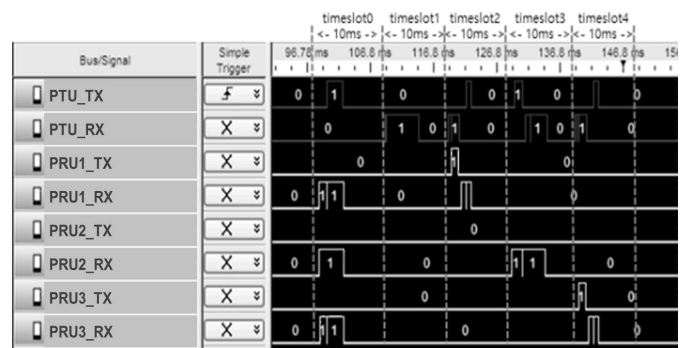 timeslot0 timeslot1 timeslot2 timeslot3 timeslot4
<- 10ms -> <- 10ms -> <- 10ms -> <- 10ms -> <- 10ms ->
Bus/Signal Simple Trigger 96.78 ms 106.8 ms 116.8 ms 126.8 ms 136.8 ms 146.8 ms 156
PTU_TX 0 1 0 0 1 0 0
PTU_RX X 0 1 0 1 0 1 0 1 0
PRU1_TX X 0 1 0
PRU1_RX X 0 1 1 0 0
PRU2_TX X 0
PRU2_RX X 0 1 0 1 1 0
PRU3_TX X 0 1 0
PRU3_RX X 0 1 1 0 0